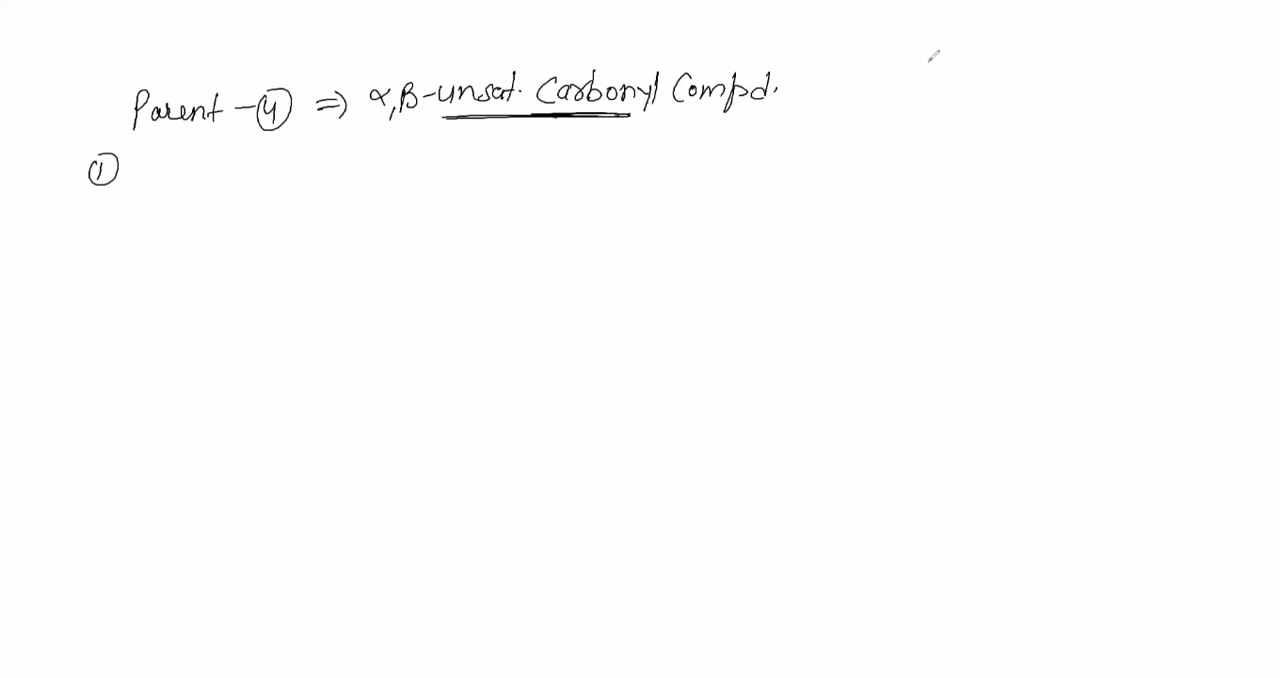 Parent - ④ ⇒ α,β-unsat. Carbonyl Compd.
①